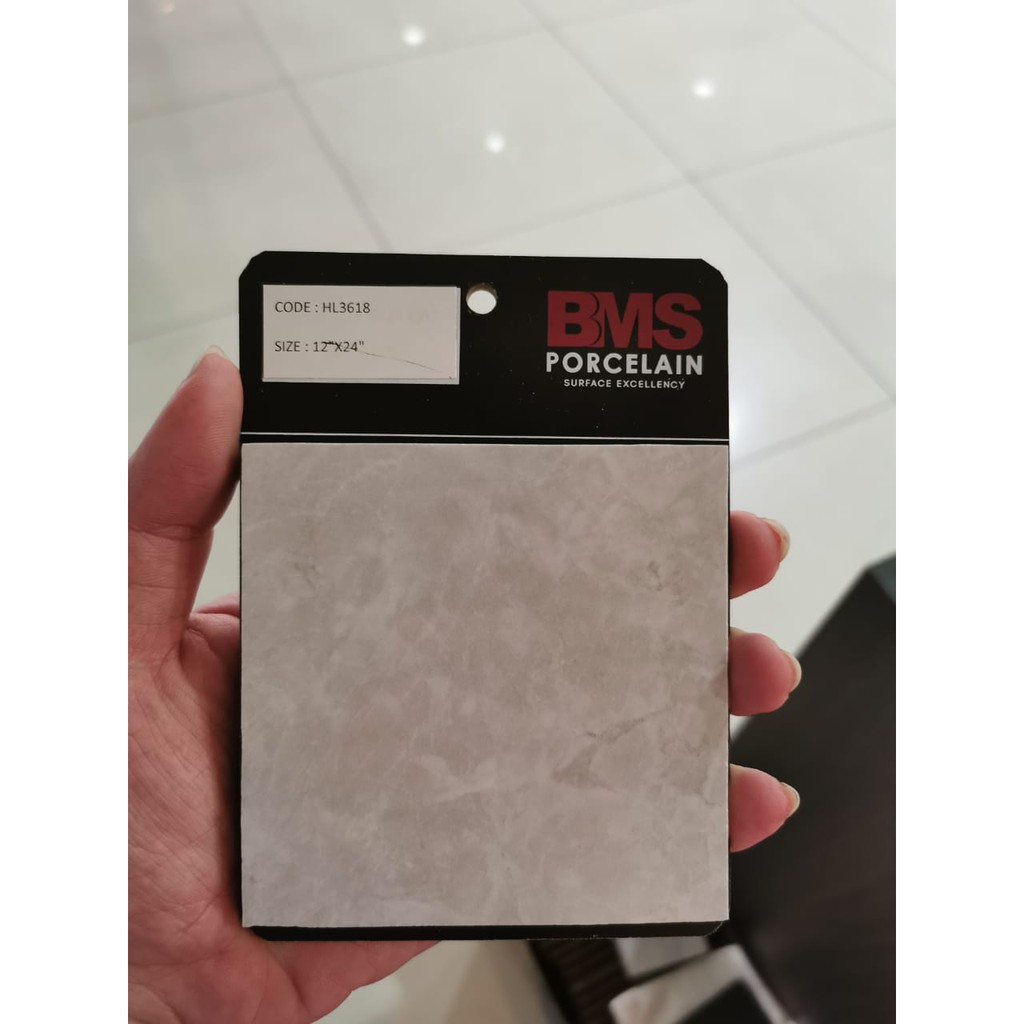 CODE : HL3618
SIZE : 12"X24"
BMS
PORCELAIN
SURFACE EXCELLENCY